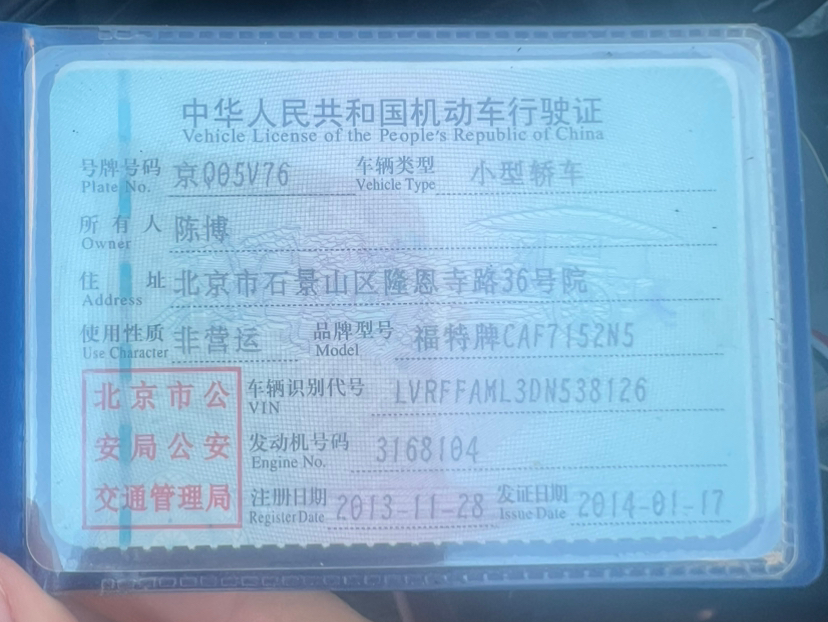 中华人民共和国机动车行驶证
Vehicle License of the People's Republic of China
号牌号码 京Q05V76 车辆类型 小型轿车
Plate No. Vehicle Type
所有人 陈博
Owner
住址 北京市石景山区隆恩寺路36号院
Address
使用性质 非营运 品牌型号 福特牌CAF7152N5
Use Character Model
北京市公 车辆识别代号 LVRFFAML3DN538126
VIN
安局公安 发动机号码 3168104
Engine No.
交通管理局 注册日期 2013-11-28 发证日期 2014-01-17
Register Date Issue Date